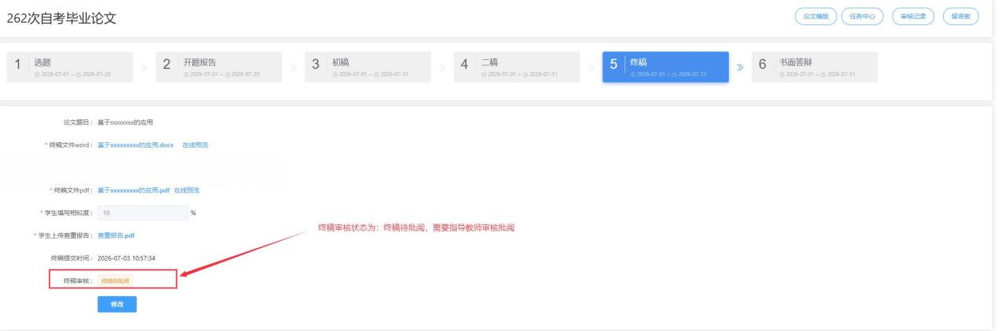 262次自考毕业论文
论文模版 任务中心 审核记录 留言板
1 选题 2026-07-01 ~ 2026-07-20
2 开题报告 2026-07-01 ~ 2026-07-20
3 初稿 2026-07-01 ~ 2026-07-31
4 二稿 2026-07-01 ~ 2026-07-31
5 终稿 2026-07-01 ~ 2026-07-31
6 书面答辩 2026-07-01 ~ 2026-07-31
论文题目： 基于xxxxxxx的应用
* 终稿文件word： 基于xxxxxxxxx的应用.docx 在线预览
* 终稿文件pdf： 基于xxxxxxxxx的应用.pdf 在线预览
* 学生填写相似度： 18 %
* 学生上传查重报告： 查重报告.pdf
终稿审核状态为：终稿待批阅，需要指导教师审核批阅
终稿提交时间： 2026-07-03 10:57:34
终稿审核： 终稿待批阅
修改